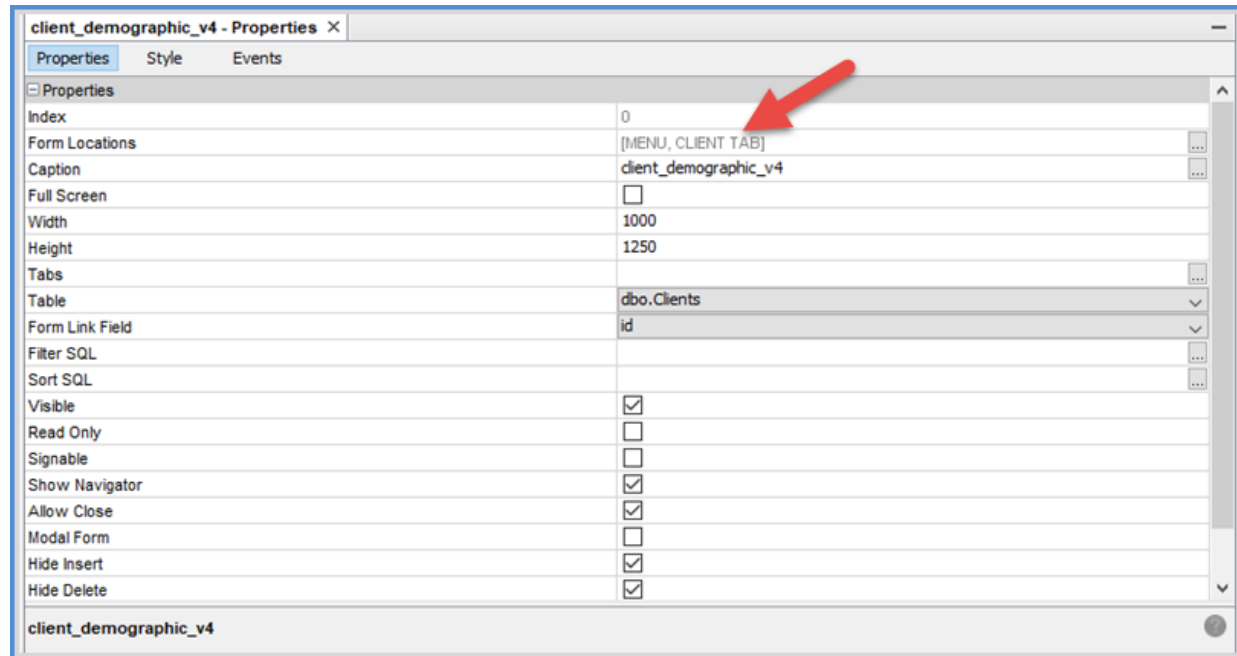 client_demographic_v4 - Properties
Properties Style Events
Properties
Index 0
Form Locations [MENU, CLIENT TAB] ...
Caption client_demographic_v4 ...
Full Screen
Width 1000
Height 1250
Tabs ...
Table dbo.Clients
Form Link Field id
Filter SQL ...
Sort SQL ...
Visible
Read Only
Signable
Show Navigator
Allow Close
Modal Form
Hide Insert
Hide Delete
client_demographic_v4 ?